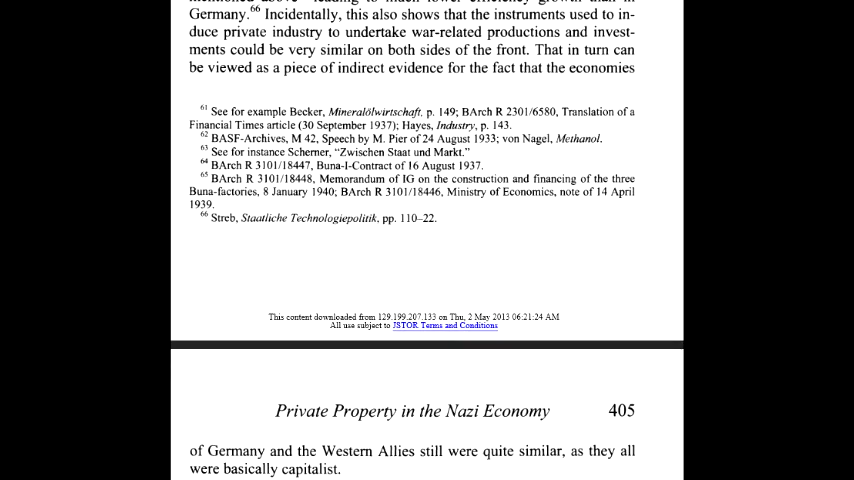 mentioned above—leading to much lower efficiency growth than in
Germany.66 Incidentally, this also shows that the instruments used to in-
duce private industry to undertake war-related productions and invest-
ments could be very similar on both sides of the front. That in turn can
be viewed as a piece of indirect evidence for the fact that the economies
61 See for example Becker, Mineralölwirtschaft, p. 149; BArch R 2301/6580, Translation of a
Financial Times article (30 September 1937); Hayes, Industry, p. 143.
62 BASF-Archives, M 42, Speech by M. Pier of 24 August 1933; von Nagel, Methanol.
63 See for instance Scherner, "Zwischen Staat und Markt."
64 BArch R 3101/18447, Buna-I-Contract of 16 August 1937.
65 BArch R 3101/18448, Memorandum of IG on the construction and financing of the three
Buna-factories, 8 January 1940; BArch R 3101/18446, Ministry of Economics, note of 14 April
1939.
66 Streb, Staatliche Technologiepolitik, pp. 110–22.
This content downloaded from 129.199.207.133 on Thu, 2 May 2013 06:21:24 AM
All use subject to JSTOR Terms and Conditions
Private Property in the Nazi Economy 405
of Germany and the Western Allies still were quite similar, as they all
were basically capitalist.